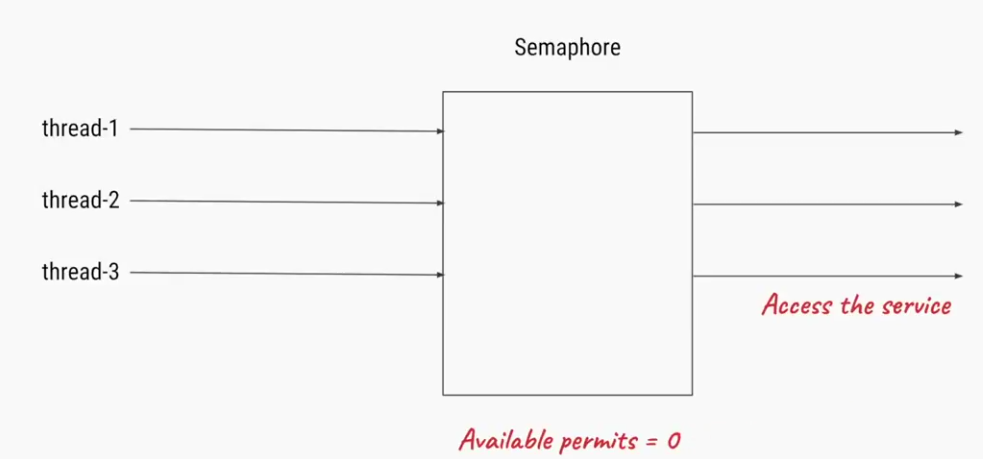 Semaphore
thread-1
thread-2
thread-3
Access the service
Available permits = 0